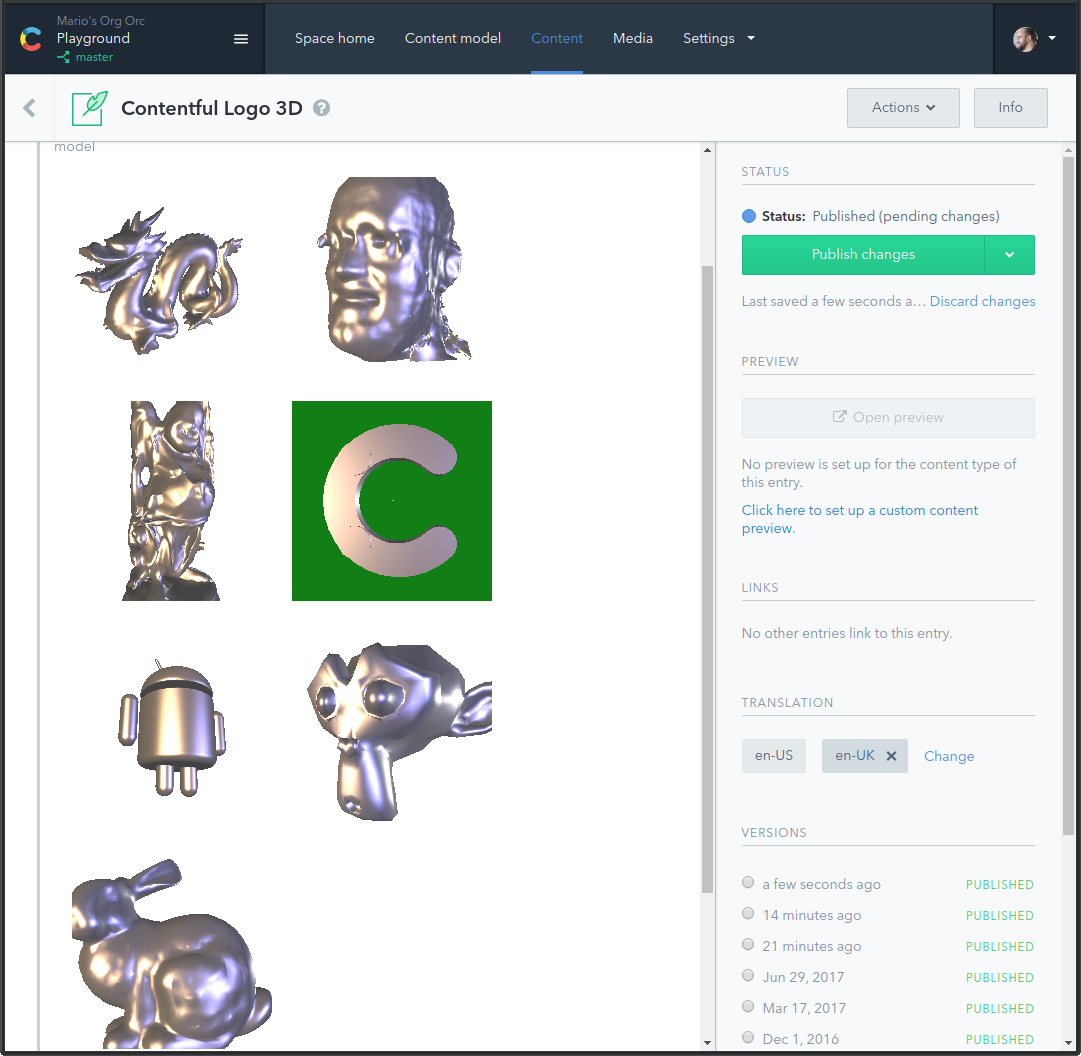 Mario's Org Orc
Playground
master
Space home
Content model
Content
Media
Settings
Contentful Logo 3D
?
Actions
Info
model
STATUS
Status: Published (pending changes)
Publish changes
Last saved a few seconds a… Discard changes
PREVIEW
Open preview
No preview is set up for the content type of
this entry.
Click here to set up a custom content
preview.
LINKS
No other entries link to this entry.
TRANSLATION
en-US
en-UK
Change
VERSIONS
a few seconds ago PUBLISHED
14 minutes ago PUBLISHED
21 minutes ago PUBLISHED
Jun 29, 2017 PUBLISHED
Mar 17, 2017 PUBLISHED
Dec 1, 2016 PUBLISHED